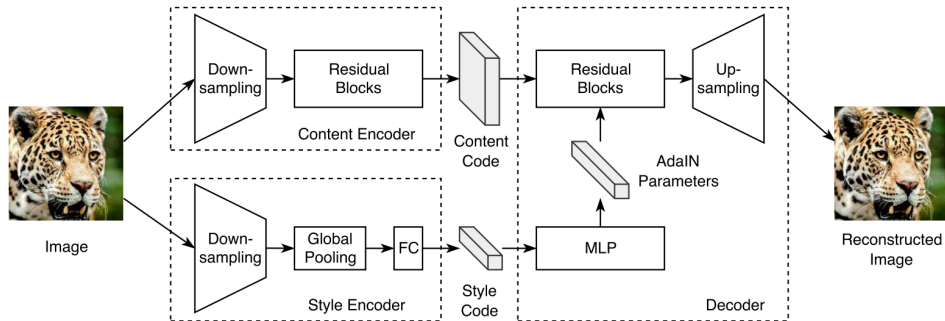 Down-
sampling
Residual
Blocks
Content Encoder
Content
Code
Residual
Blocks
Up-
sampling
AdaIN
Parameters
Image
Down-
sampling
Global
Pooling
FC
Style Encoder
Style
Code
MLP
Decoder
Reconstructed
Image